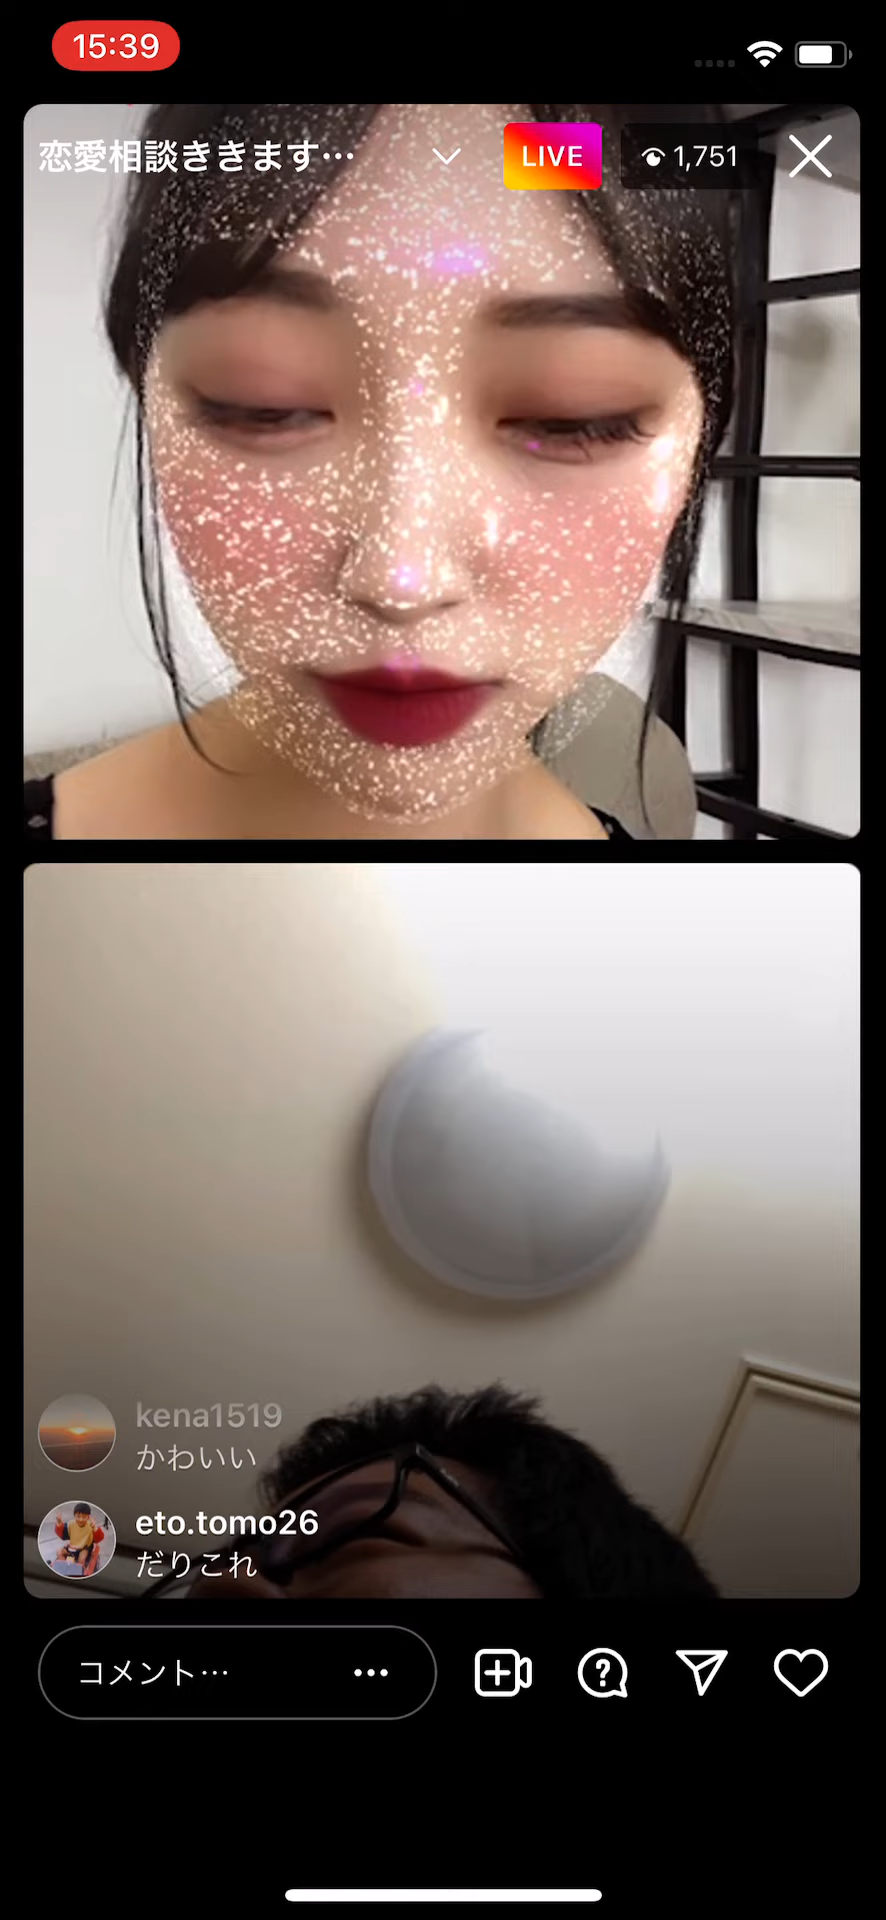 15:39
恋愛相談ききます…
LIVE
1,751
kena1519
かわいい
eto.tomo26
だりこれ
コメント…